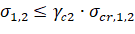 σ₁,₂ ≤ γc2 · σcr,1,2